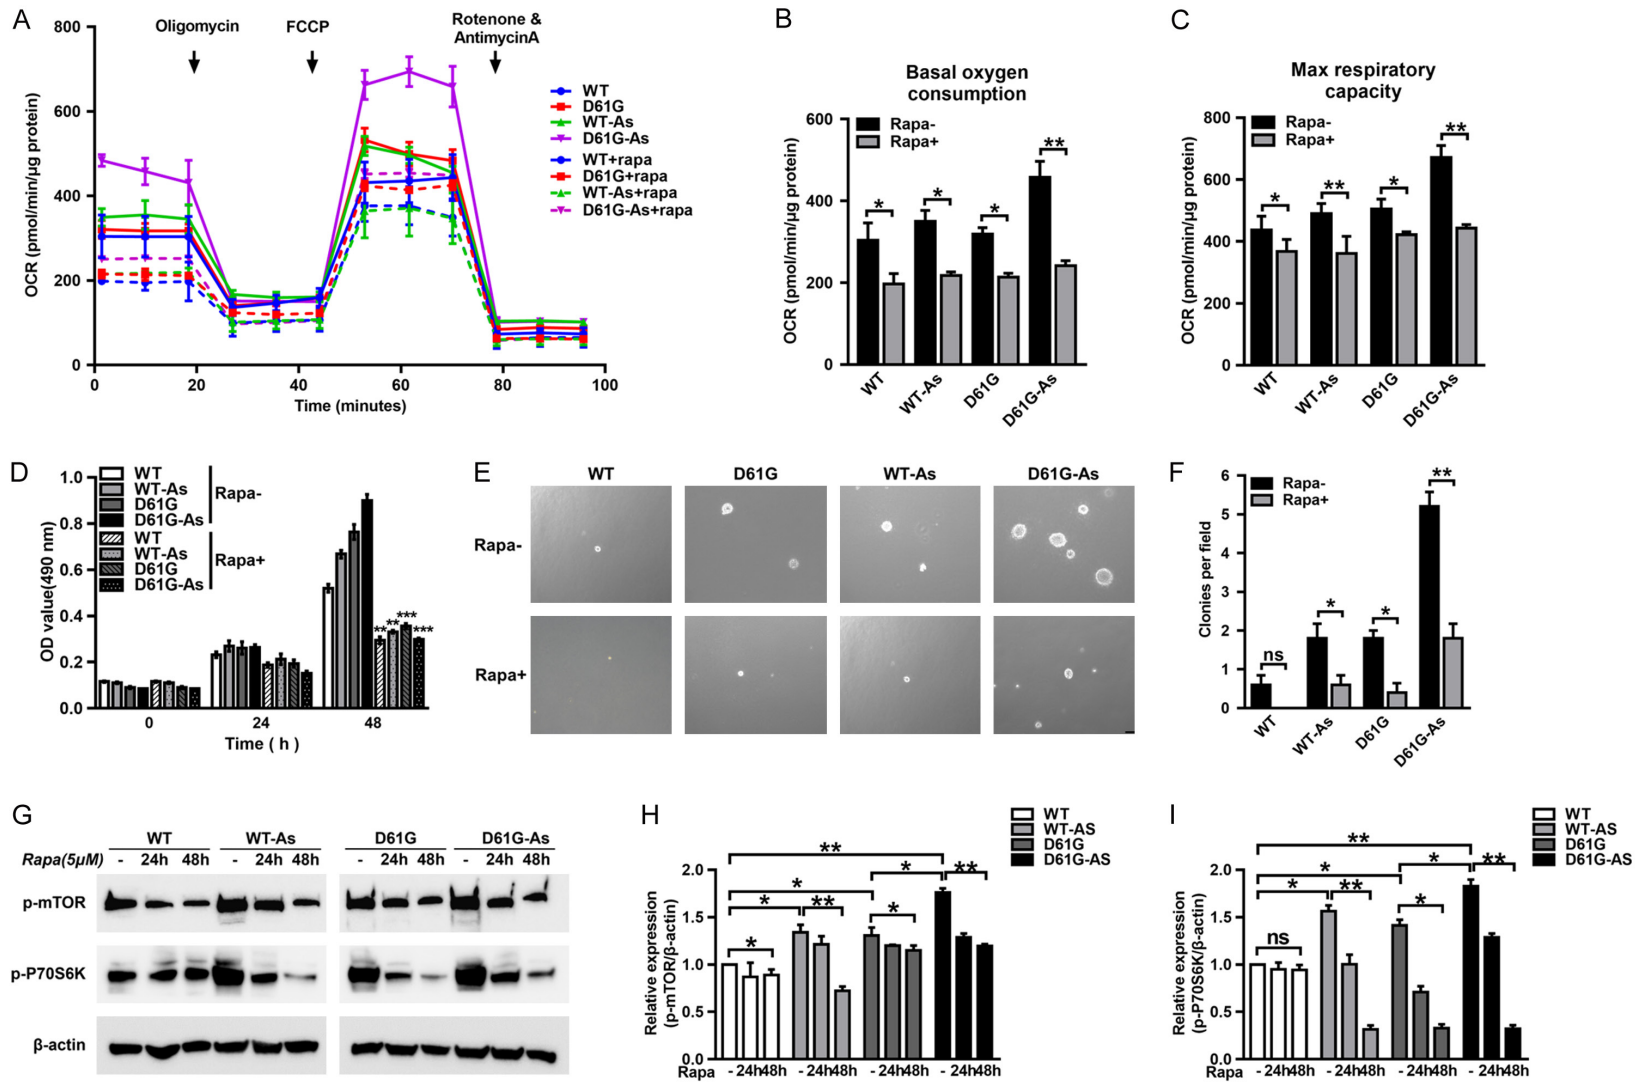 A
800
600
400
200
0
OCR (pmol/min/µg protein)
0 20 40 60 80 100
Time (minutes)
Oligomycin
FCCP
Rotenone &
AntimycinA
WT
D61G
WT-As
D61G-As
WT+rapa
D61G+rapa
WT-As+rapa
D61G-As+rapa
B
Basal oxygen
consumption
600
400
200
0
OCR (pmol/min/µg protein)
Rapa-
Rapa+
* * * **
WT WT-As D61G D61G-As
C
Max respiratory
capacity
800
600
400
200
0
OCR (pmol/min/µg protein)
Rapa-
Rapa+
* ** * **
WT WT-As D61G D61G-As
D
1.0
0.8
0.6
0.4
0.2
0.0
OD value(490 nm)
WT
WT-As
D61G
D61G-As
Rapa-
WT
WT-As
D61G
D61G-As
Rapa+
** ** *** ***
0 24 48
Time ( h )
E
WT D61G WT-As D61G-As
Rapa-
Rapa+
F
6
5
4
3
2
1
0
Clonies per field
Rapa-
Rapa+
ns * * **
WT WT-As D61G D61G-As
G
WT WT-As D61G D61G-As
Rapa(5µM) - 24h 48h - 24h 48h - 24h 48h - 24h 48h
p-mTOR
p-P70S6K
β-actin
H
WT
WT-AS
D61G
D61G-AS
2.0
1.5
1.0
0.5
0.0
Relative expression
(p-mTOR/β-actin)
**
* **
*
* ** *
*
Rapa - 24h48h - 24h48h - 24h48h - 24h48h
I
WT
WT-AS
D61G
D61G-AS
2.0
1.5
1.0
0.5
0.0
Relative expression
(p-P70S6K/β-actin)
**
* * **
* **
*
ns
Rapa - 24h48h - 24h48h - 24h48h - 24h48h